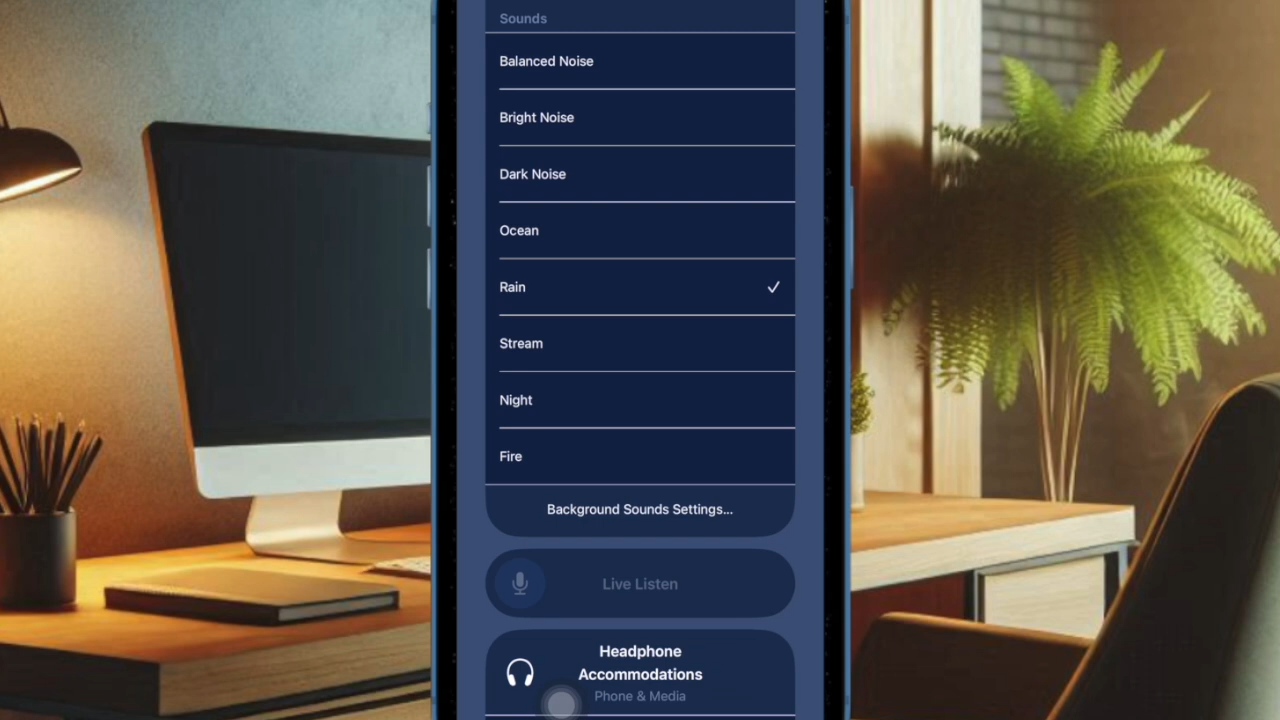 Sounds
Balanced Noise
Bright Noise
Dark Noise
Ocean
Rain
Stream
Night
Fire
Background Sounds Settings...
Live Listen
Headphone
Accommodations
Phone & Media